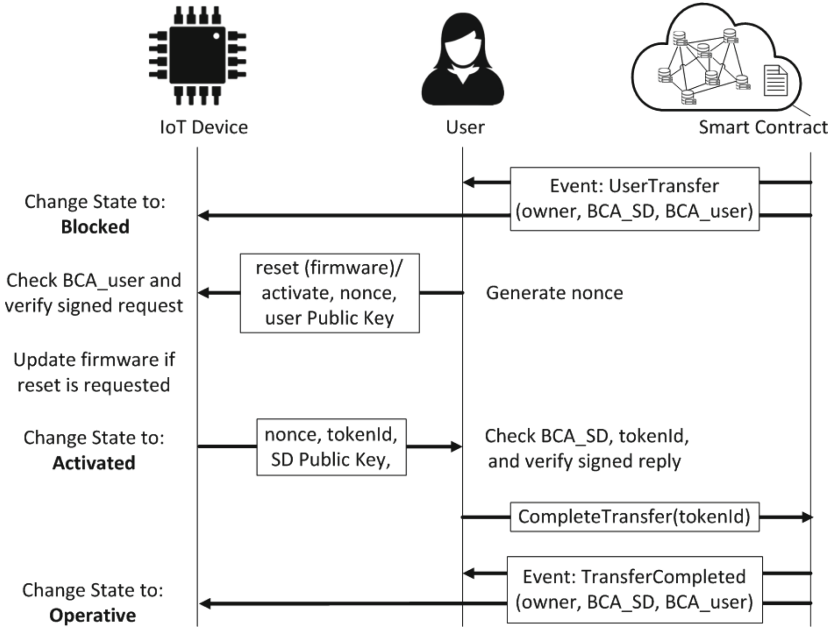 IoT Device
User
Smart Contract
Event: UserTransfer
(owner, BCA_SD, BCA_user)
Change State to:
Blocked
Check BCA_user and
verify signed request
reset (firmware)/
activate, nonce,
user Public Key
Generate nonce
Update firmware if
reset is requested
Change State to:
Activated
nonce, tokenId,
SD Public Key,
Check BCA_SD, tokenId,
and verify signed reply
CompleteTransfer(tokenId)
Event: TransferCompleted
(owner, BCA_SD, BCA_user)
Change State to:
Operative